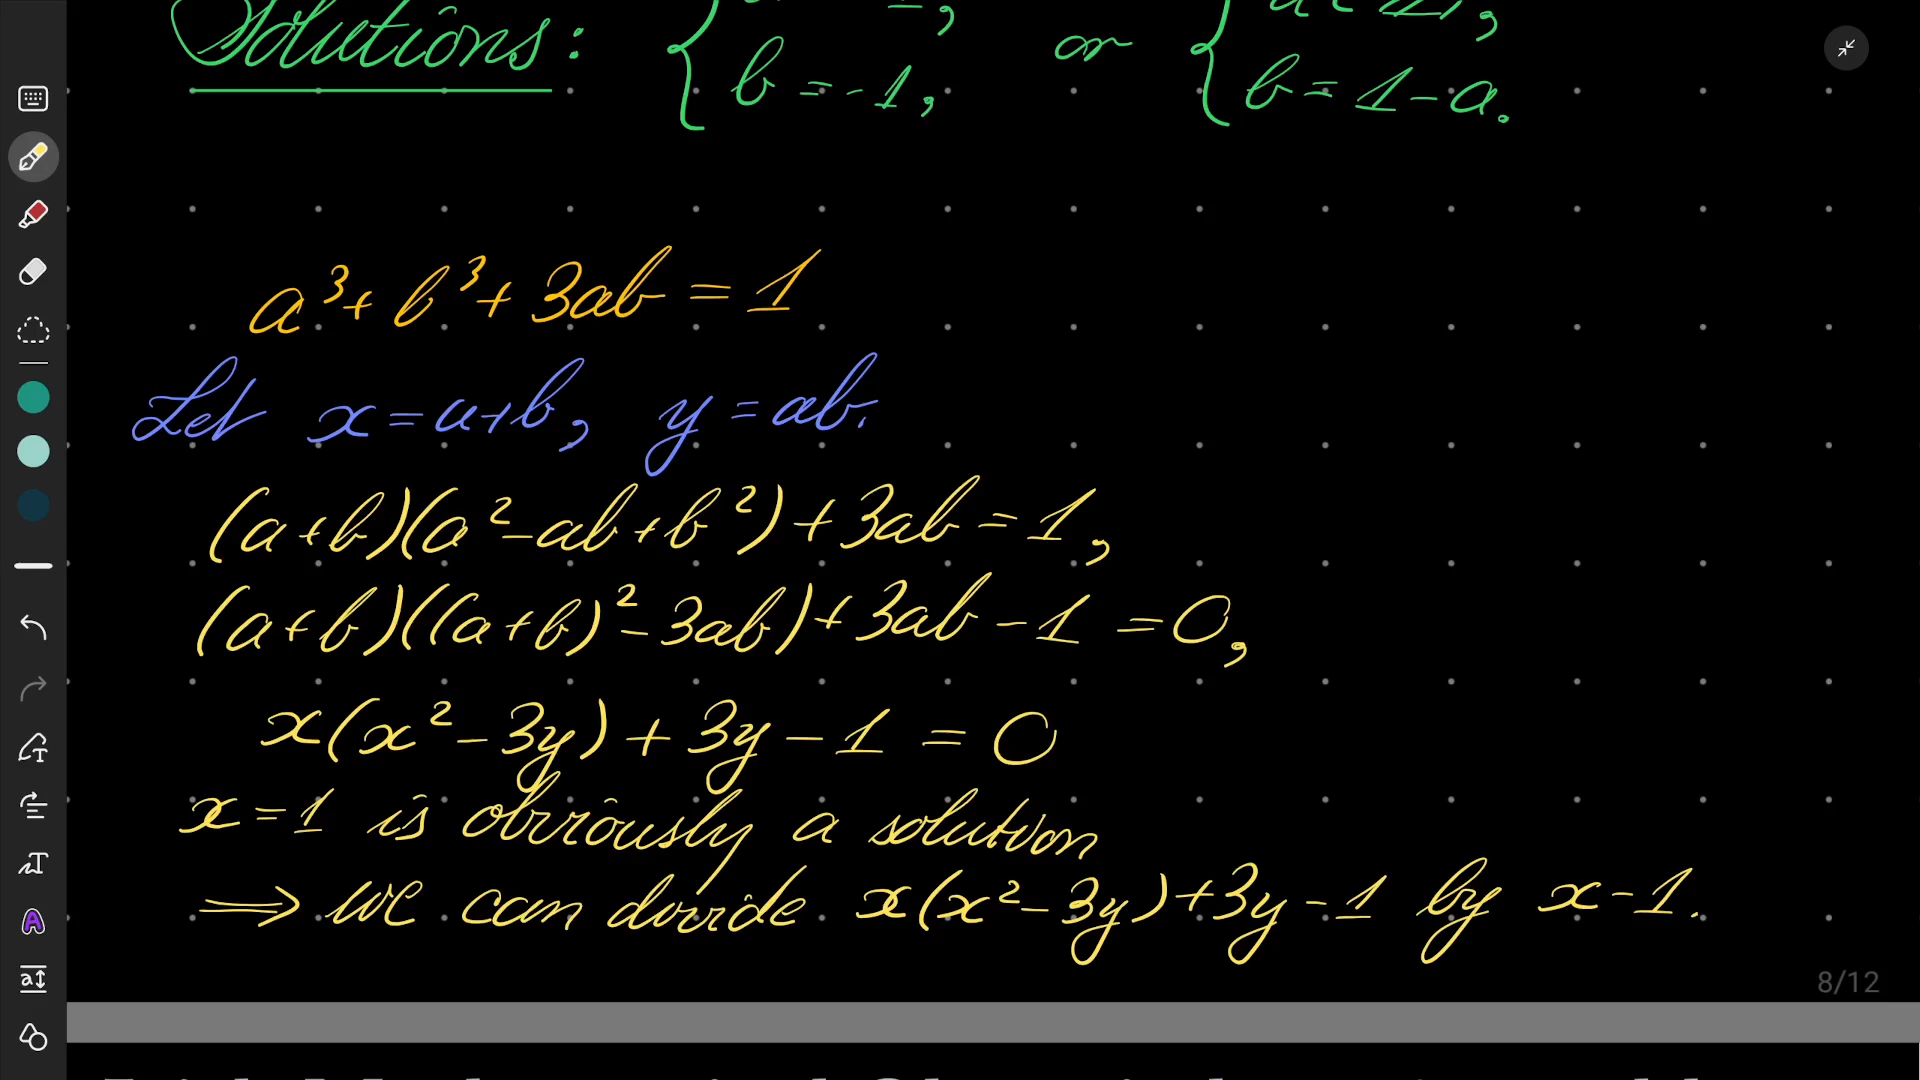 Solutions: { b = -1, or { a ∈ ℤ, b = 1 - a.
a³ + b³ + 3ab = 1
Let x = a+b, y = ab.
(a+b)(a² - ab + b²) + 3ab = 1,
(a+b)((a+b)² - 3ab) + 3ab - 1 = 0,
x(x² - 3y) + 3y - 1 = 0
x = 1 is obviously a solution
⟹ we can divide x(x² - 3y) + 3y - 1 by x - 1.
8/12